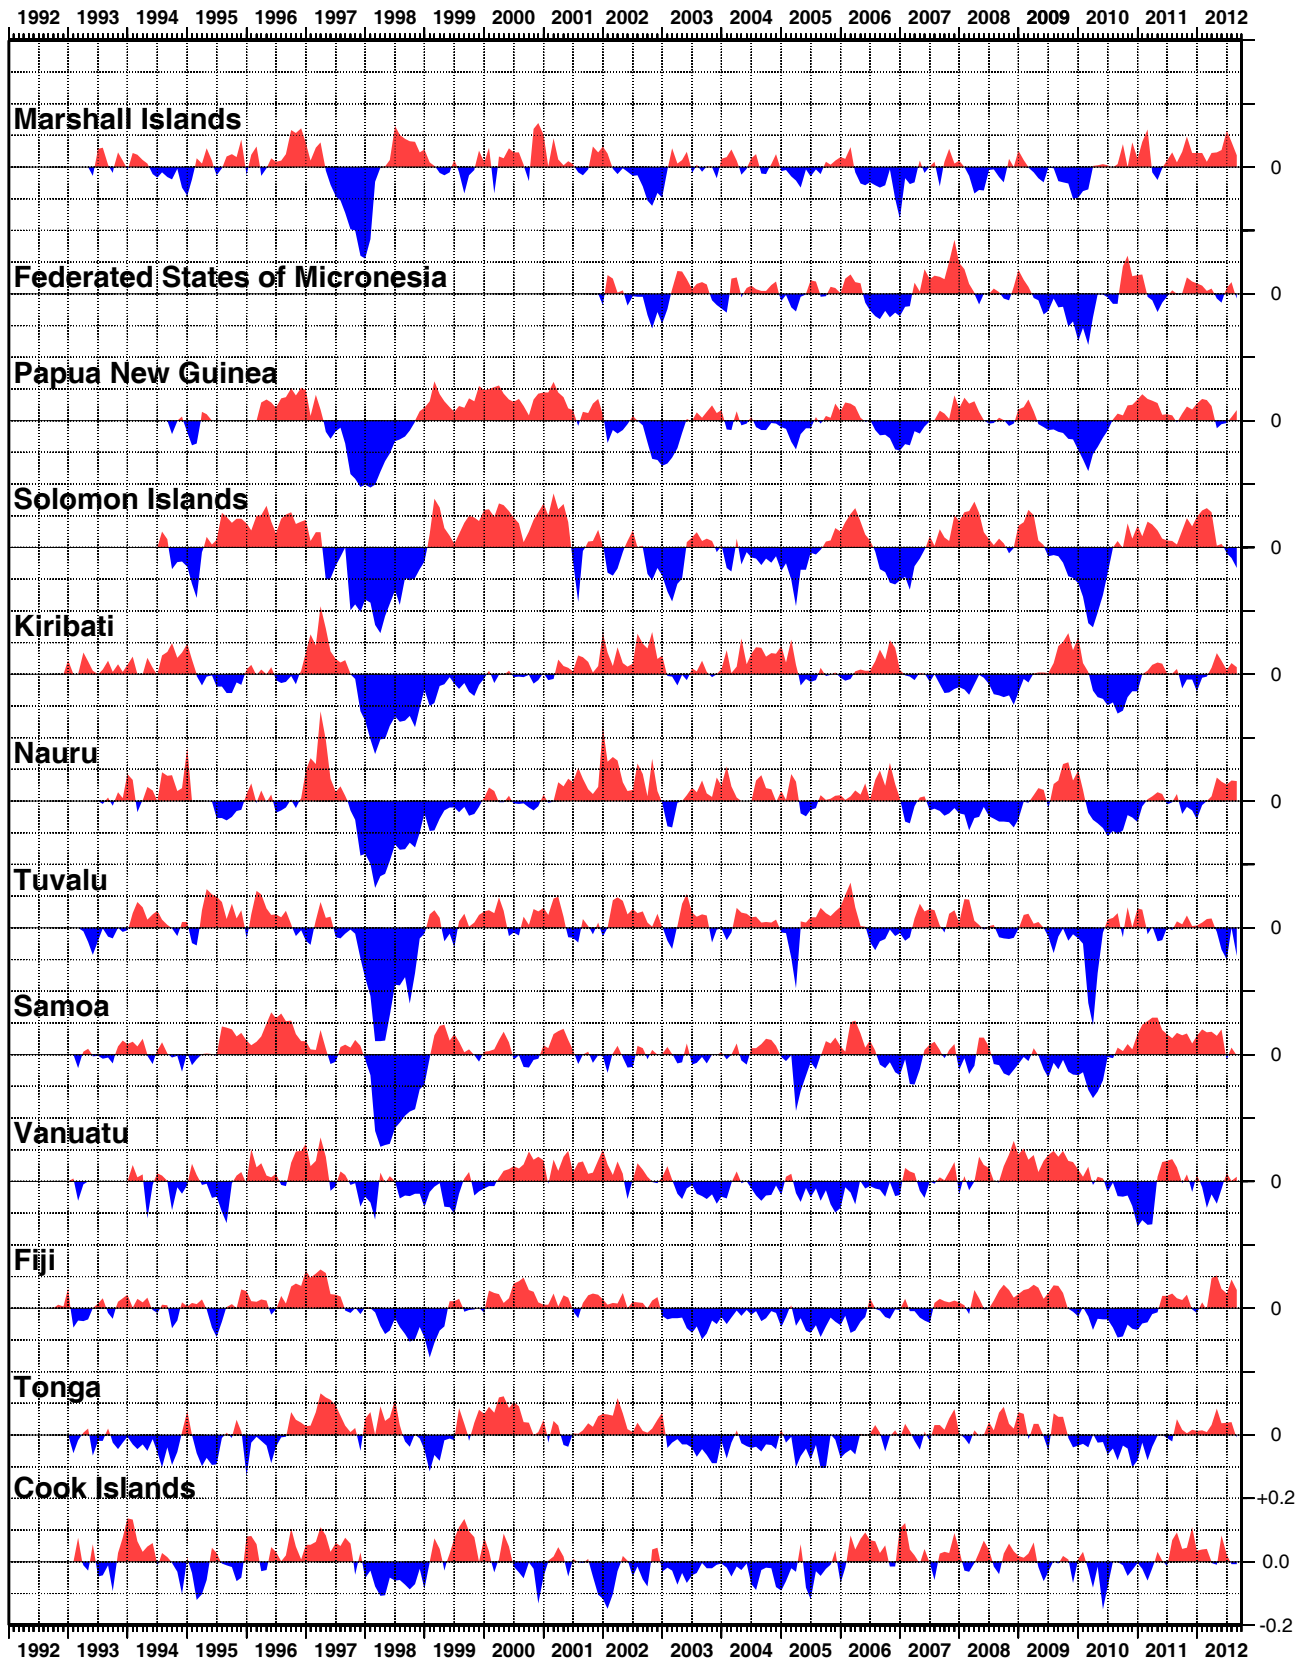 1992 1993 1994 1995 1996 1997 1998 1999 2000 2001 2002 2003 2004 2005 2006 2007 2008 2009 2010 2011 2012
Marshall Islands
0
Federated States of Micronesia
0
Papua New Guinea
0
Solomon Islands
0
Kiribati
0
Nauru
0
Tuvalu
0
Samoa
0
Vanuatu
0
Fiji
0
Tonga
0
Cook Islands
+0.2
0.0
-0.2
1992 1993 1994 1995 1996 1997 1998 1999 2000 2001 2002 2003 2004 2005 2006 2007 2008 2009 2010 2011 2012